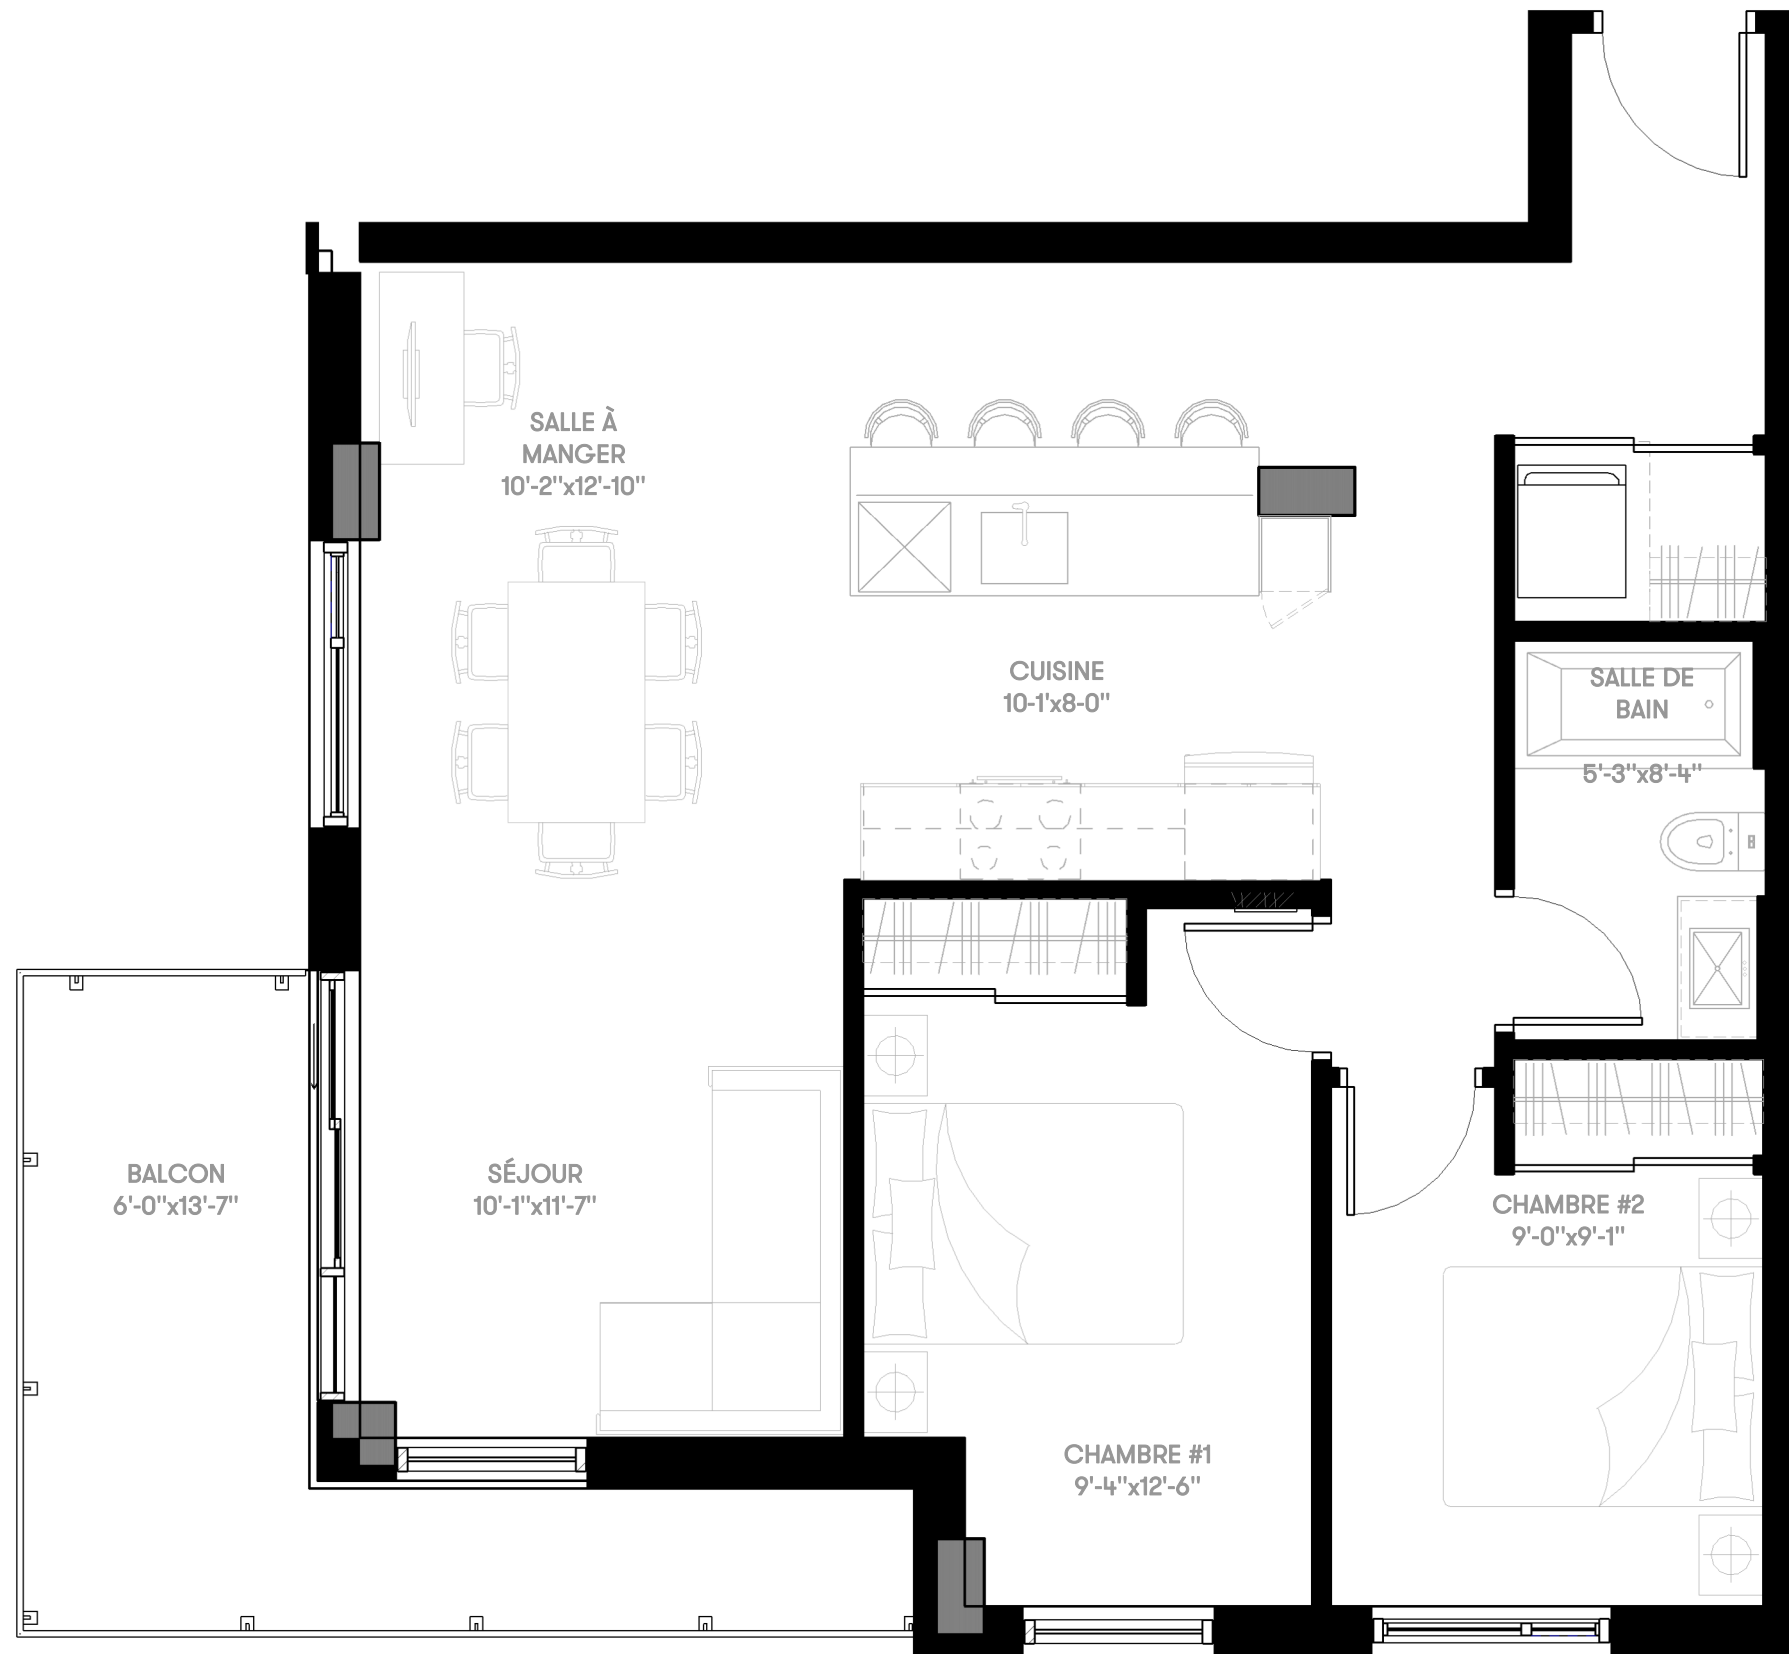 SALLE À
MANGER
10'-2"x12'-10"
CUISINE
10-1'x8-0"
SALLE DE
BAIN
5'-3"x8'-4"
BALCON
6'-0"x13'-7"
SÉJOUR
10'-1"x11'-7"
CHAMBRE #2
9'-0"x9'-1"
CHAMBRE #1
9'-4"x12'-6"